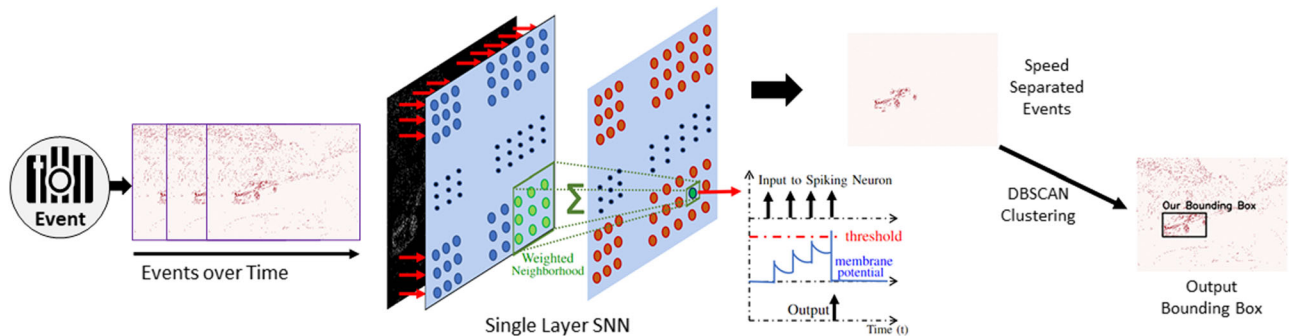 Event
Events over Time
Σ
Weighted
Neighborhood
Single Layer SNN
Input to Spiking Neuron
threshold
membrane
potential
Output
Time (t)
Speed
Separated
Events
DBSCAN
Clustering
Our Bounding Box
Output
Bounding Box